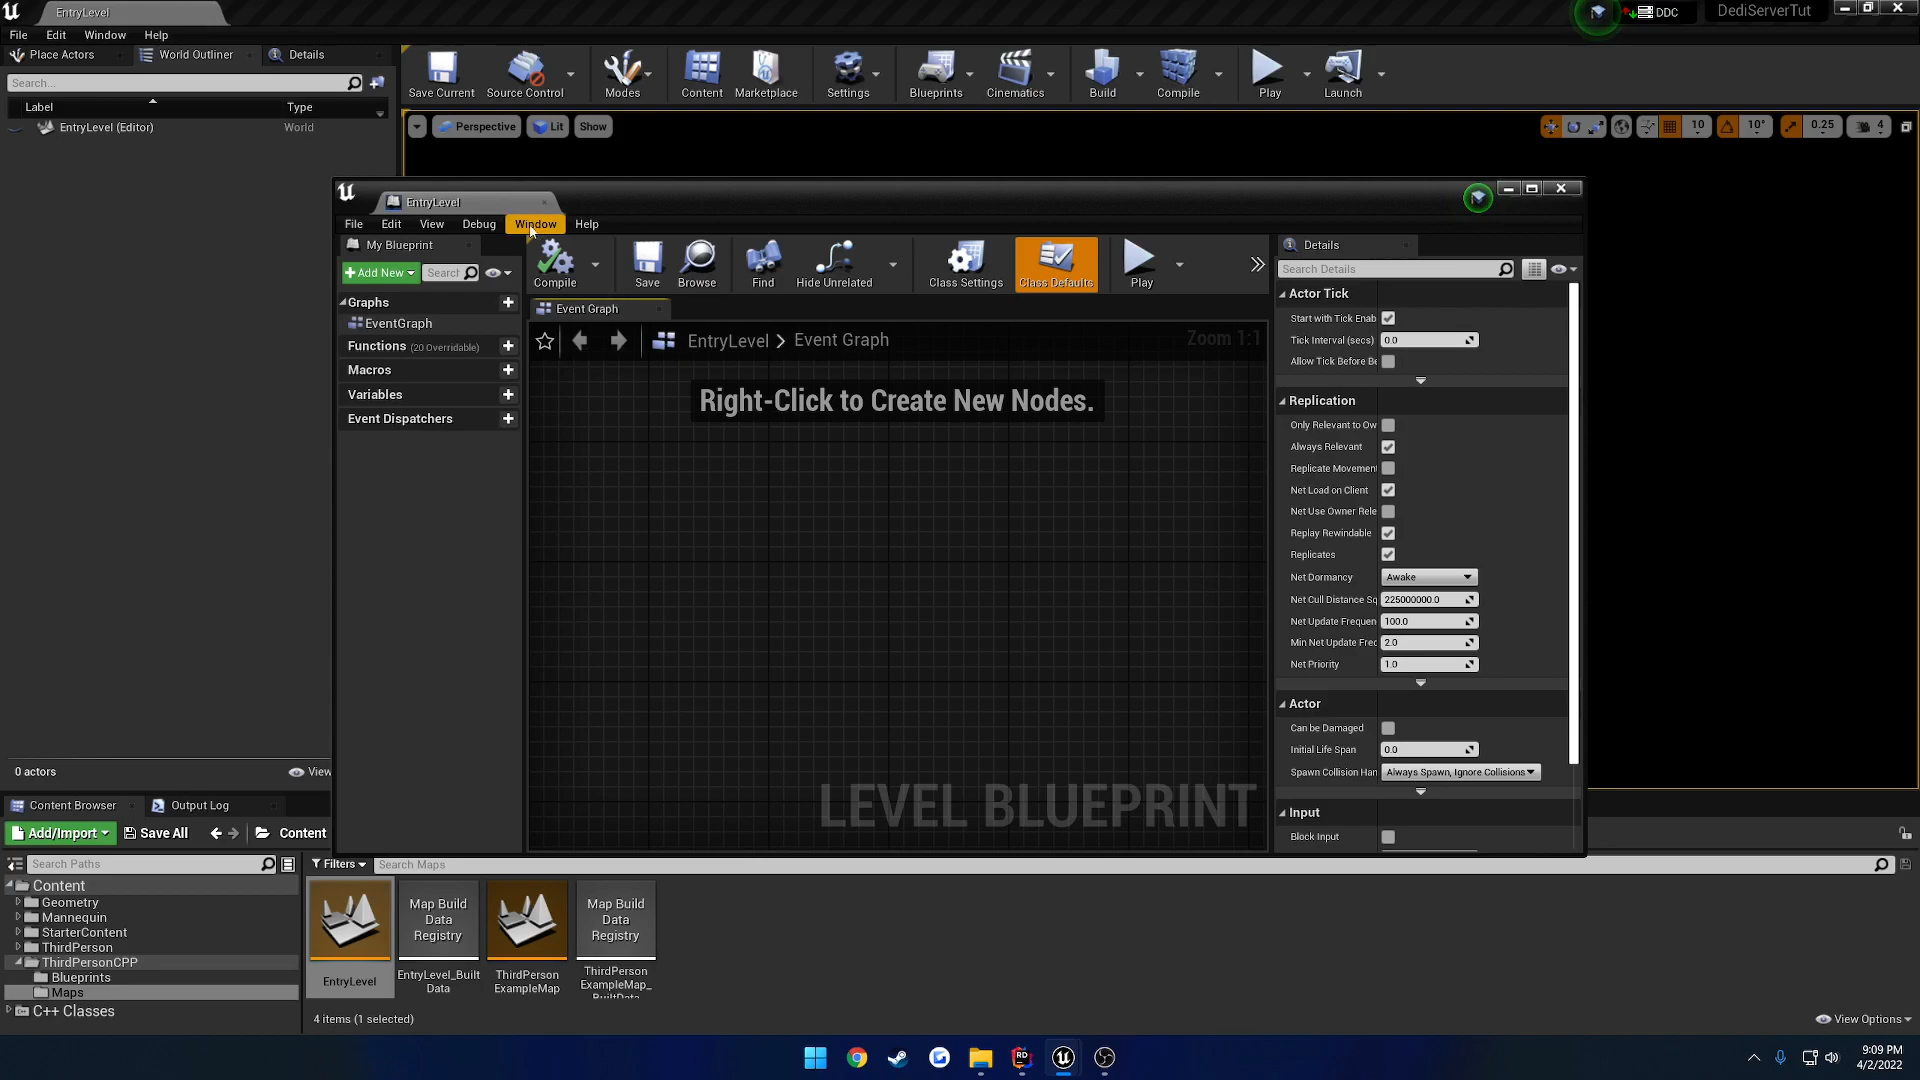 EntryLevel
DDC
DediServerTut
File Edit Window Help
Place Actors World Outliner Details
Search...
Label Type
EntryLevel (Editor) World
Save Current Source Control Modes Content Marketplace Settings Blueprints Cinematics Build Compile Play Launch
Perspective Lit Show
10 10° 0.25 4
EntryLevel
File Edit View Debug Window Help
My Blueprint
Add New Search
Graphs
EventGraph
Functions (20 Overridable)
Macros
Variables
Event Dispatchers
Compile Save Browse Find Hide Unrelated Class Settings Class Defaults Play
Event Graph
EntryLevel > Event Graph
Zoom 1:1
Right-Click to Create New Nodes.
LEVEL BLUEPRINT
Details
Search Details
Actor Tick
Start with Tick Enab
Tick Interval (secs) 0.0
Allow Tick Before Be
Replication
Only Relevant to Ow
Always Relevant
Replicate Movement
Net Load on Client
Net Use Owner Rele
Replay Rewindable
Replicates
Net Dormancy Awake
Net Cull Distance Sq 225000000.0
Net Update Frequen 100.0
Min Net Update Frec 2.0
Net Priority 1.0
Actor
Can be Damaged
Initial Life Span 0.0
Spawn Collision Han Always Spawn, Ignore Collisions
Input
Block Input
0 actors View
Content Browser Output Log
Add/Import Save All Content
Search Paths
Filters Search Maps
Content
Geometry
Mannequin
StarterContent
ThirdPerson
ThirdPersonCPP
Blueprints
Maps
C++ Classes
EntryLevel
Map Build
Data
Registry
EntryLevel_Built
Data
ThirdPerson
ExampleMap
Map Build
Data
Registry
ThirdPerson
ExampleMap_
BuiltData
4 items (1 selected)
View Options
RD
9:09 PM
4/2/2022